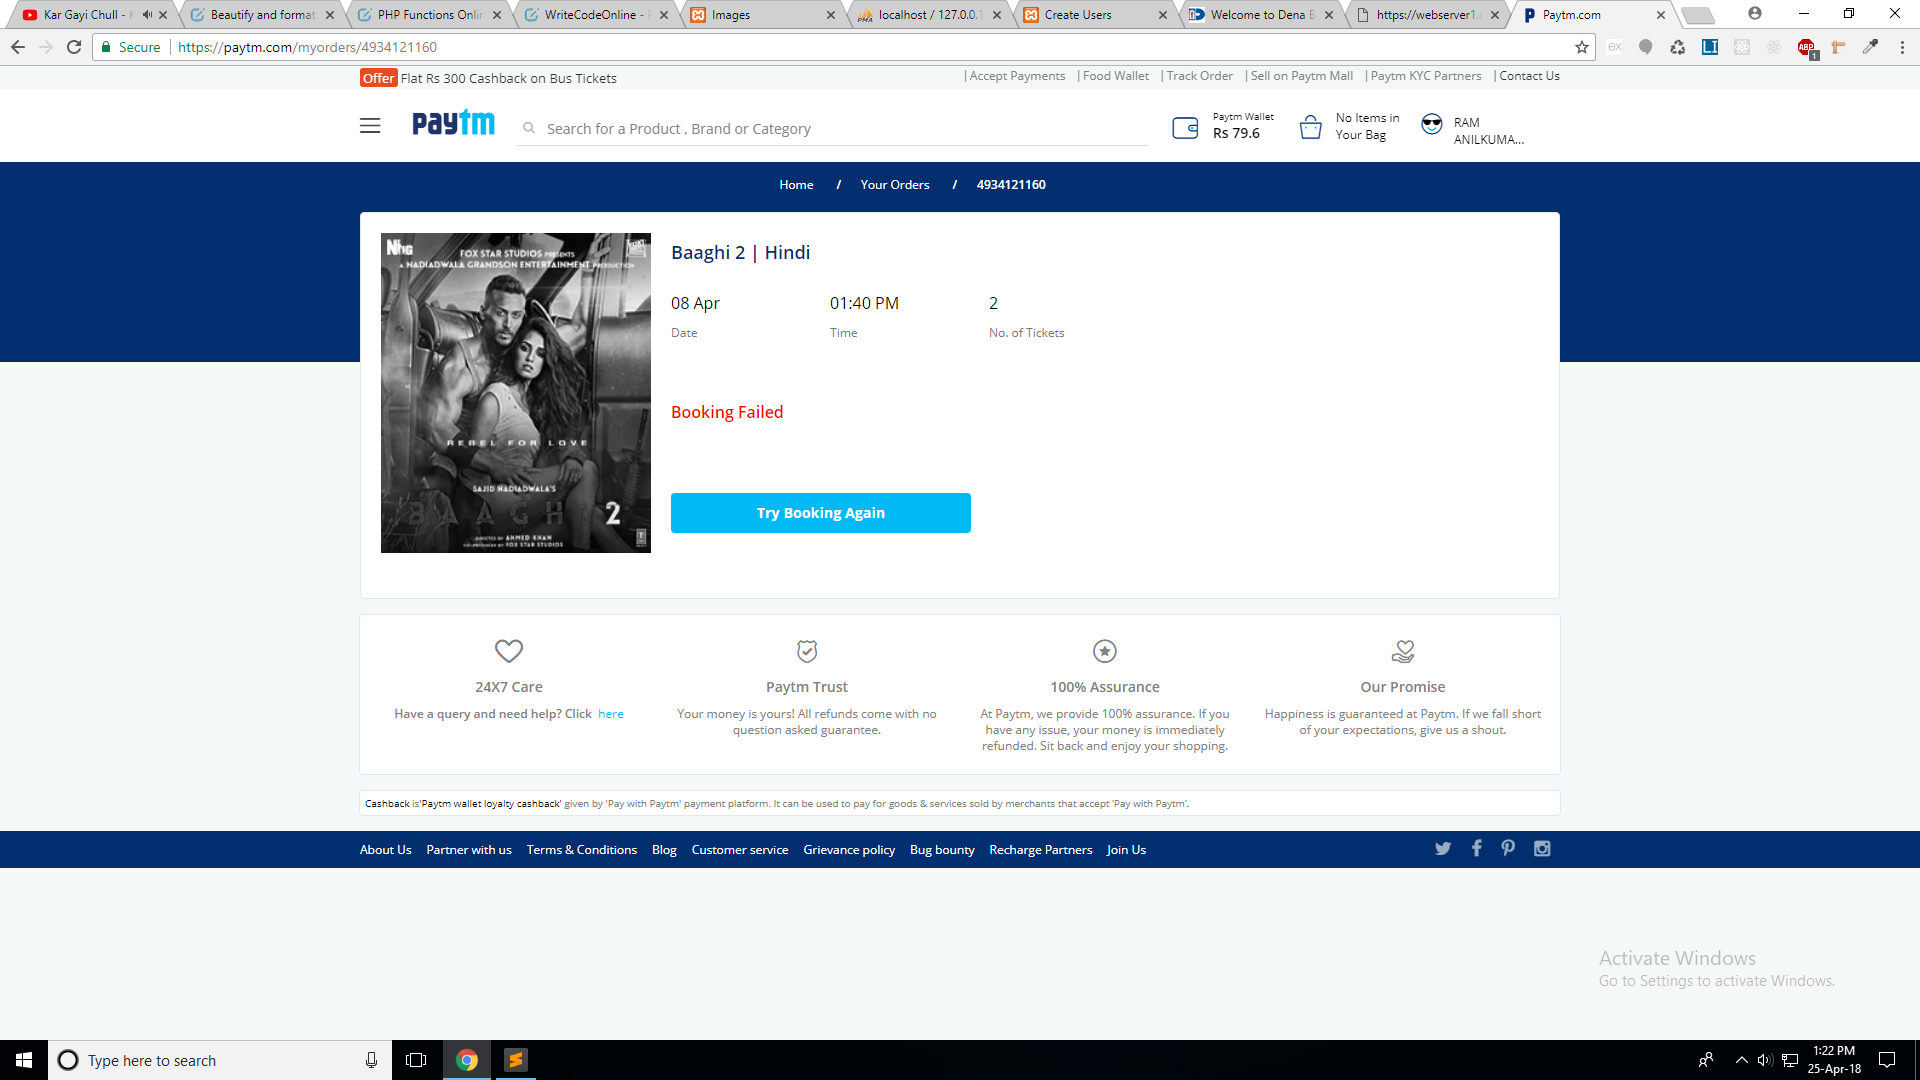 Kar Gayi Chull -
Beautify and format
PHP Functions Onlin
WriteCodeOnline -
Images
localhost / 127.0.0.1
Create Users
Welcome to Dena B
https://webserver1.
Paytm.com
Secure
https://paytm.com/myorders/4934121160
Offer Flat Rs 300 Cashback on Bus Tickets
| Accept Payments | Food Wallet | Track Order | Sell on Paytm Mall | Paytm KYC Partners | Contact Us
paytm
Search for a Product , Brand or Category
Paytm Wallet
Rs 79.6
No Items in
Your Bag
RAM
ANILKUMA...
Home / Your Orders / 4934121160
FOX STAR STUDIOS PRESENTS
A NADIADWALA GRANDSON ENTERTAINMENT PRODUCTION
REBEL FOR LOVE
SAJID NADIADWALA'S
BAAGHI 2
DIRECTED BY AHMED KHAN
FOX STAR STUDIOS
Baaghi 2 | Hindi
08 Apr 01:40 PM 2
Date Time No. of Tickets
Booking Failed
Try Booking Again
24X7 Care
Have a query and need help? Click here
Paytm Trust
Your money is yours! All refunds come with no
question asked guarantee.
100% Assurance
At Paytm, we provide 100% assurance. If you
have any issue, your money is immediately
refunded. Sit back and enjoy your shopping.
Our Promise
Happiness is guaranteed at Paytm. If we fall short
of your expectations, give us a shout.
Cashback is'Paytm wallet loyalty cashback' given by 'Pay with Paytm' payment platform. It can be used to pay for goods & services sold by merchants that accept 'Pay with Paytm'.
About Us Partner with us Terms & Conditions Blog Customer service Grievance policy Bug bounty Recharge Partners Join Us
Activate Windows
Go to Settings to activate Windows.
Type here to search
1:22 PM
25-Apr-18